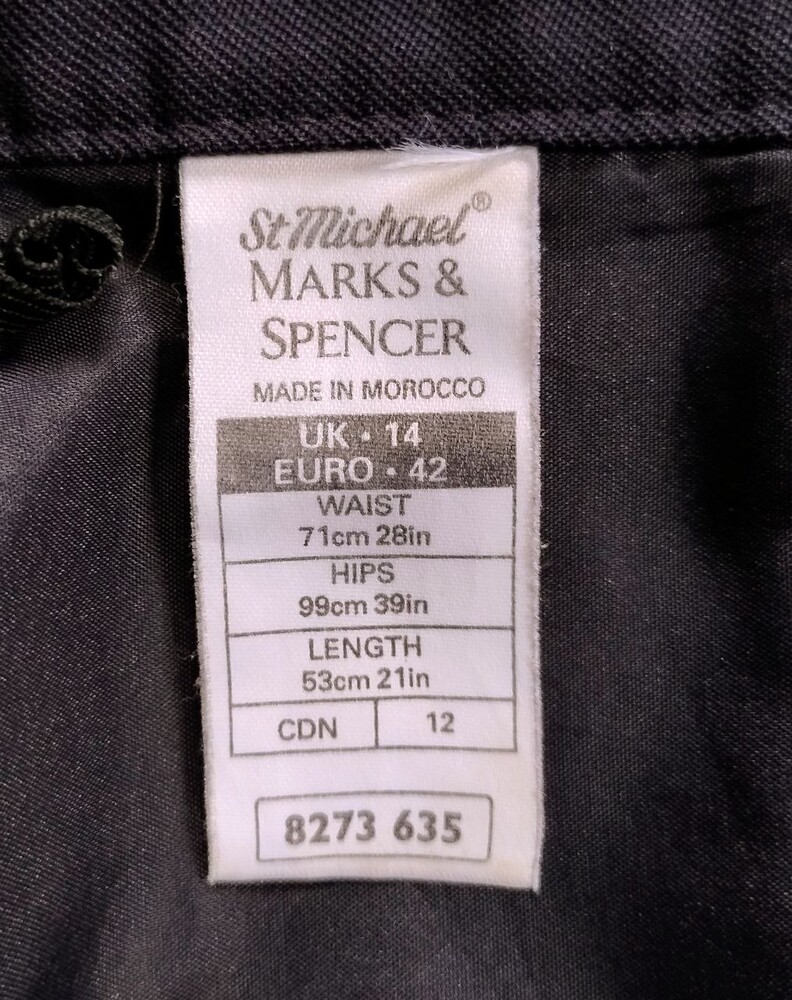 St Michael®
MARKS &
SPENCER
MADE IN MOROCCO
UK • 14
EURO • 42
WAIST
71cm 28in
HIPS
99cm 39in
LENGTH
53cm 21in
CDN 12
8273 635